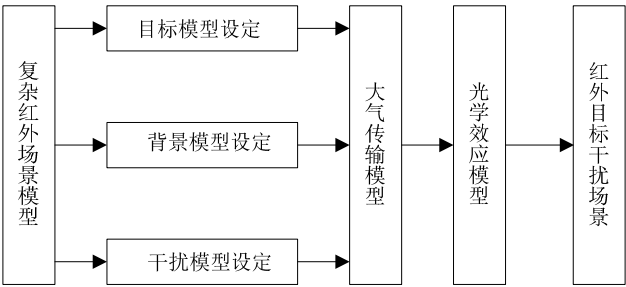 复杂红外场景模型
目标模型设定
背景模型设定
干扰模型设定
大气传输模型
光学效应模型
红外目标干扰场景